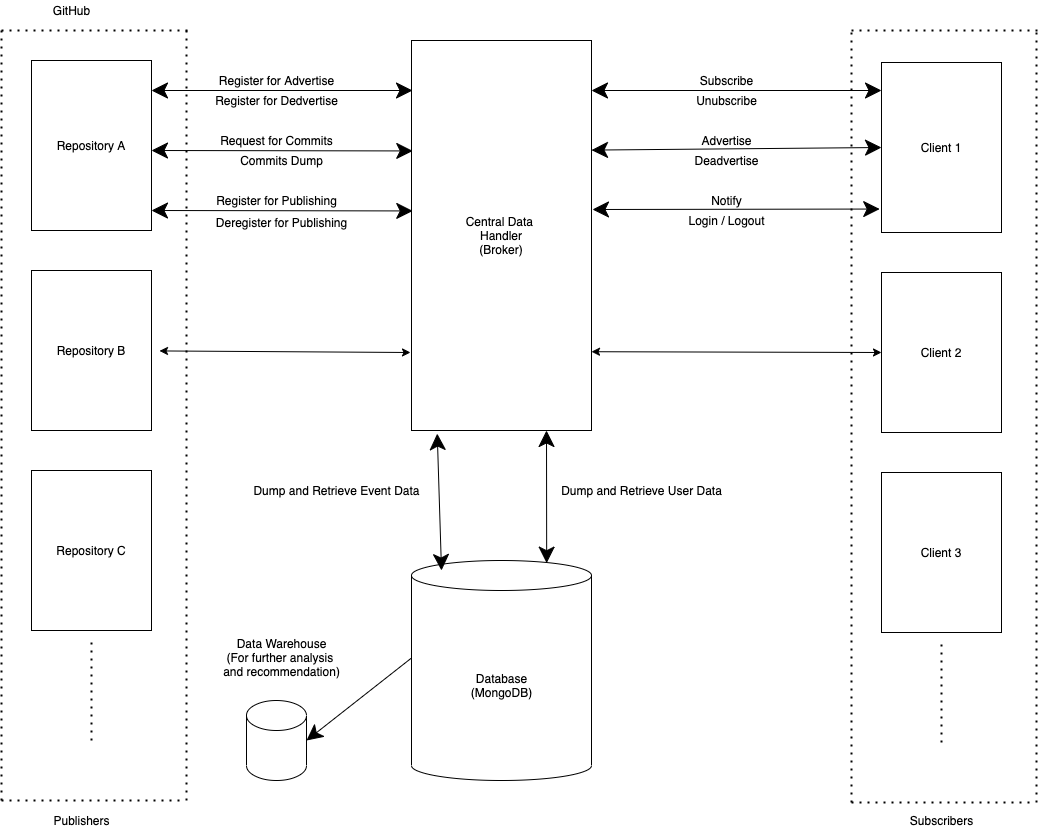 GitHub
Repository A
Register for Advertise
Register for Dedvertise
Request for Commits
Commits Dump
Register for Publishing
Deregister for Publishing
Repository B
Repository C
Publishers
Central Data
Handler
(Broker)
Subscribe
Unsubscribe
Advertise
Deadvertise
Notify
Login / Logout
Client 1
Client 2
Client 3
Subscribers
Dump and Retrieve Event Data
Dump and Retrieve User Data
Data Warehouse
(For further analysis
and recommendation)
Database
(MongoDB)